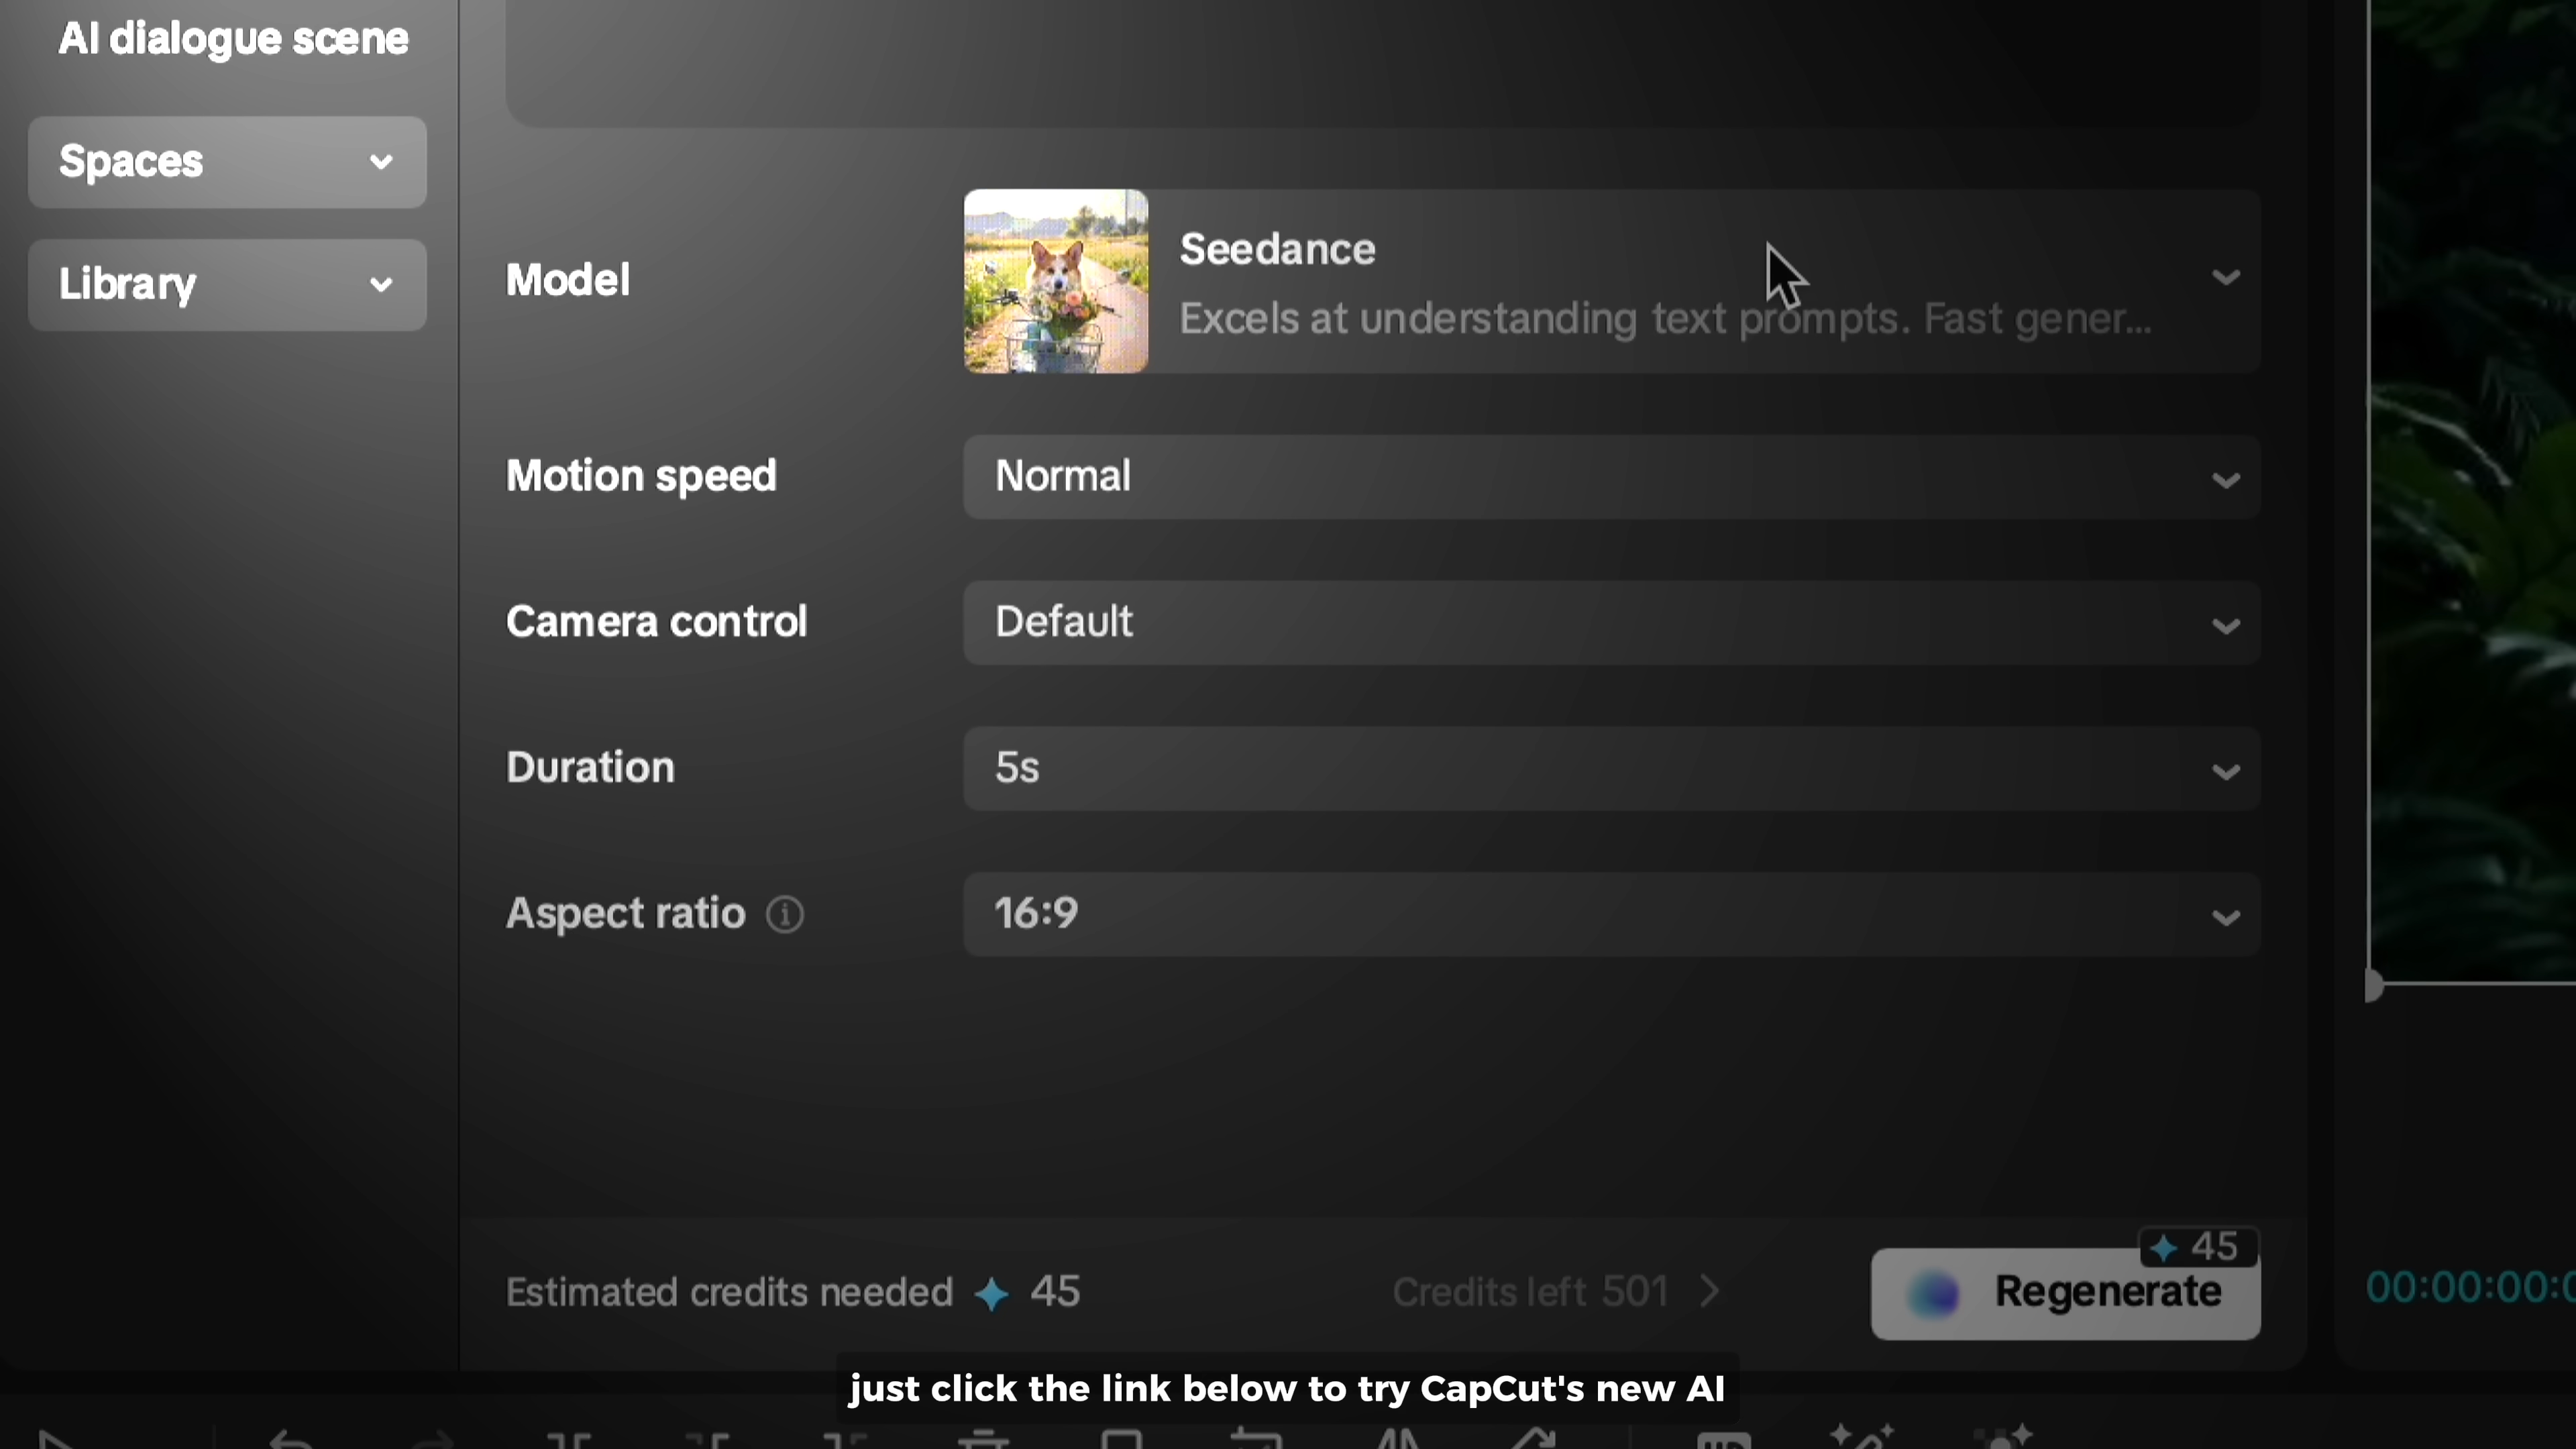 AI dialogue scene
Spaces
Library
Model
Seedance
Excels at understanding text prompts. Fast gener...
Motion speed
Normal
Camera control
Default
Duration
5s
Aspect ratio
16:9
Estimated credits needed 45
Credits left 501
45
Regenerate
00:00:00:0
just click the link below to try CapCut's new AI